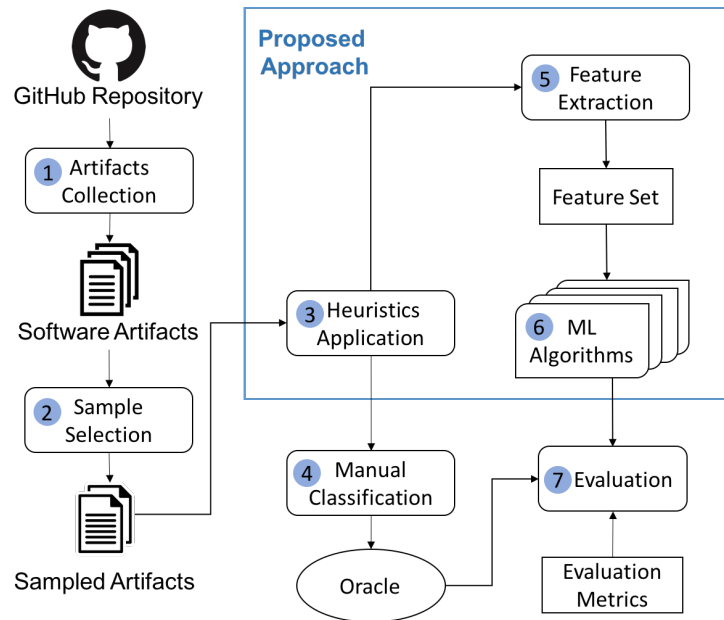 GitHub Repository
1
Artifacts
Collection
Software Artifacts
2
Sample
Selection
Sampled Artifacts
Proposed
Approach
3
Heuristics
Application
4
Manual
Classification
Oracle
5
Feature
Extraction
Feature Set
6
ML
Algorithms
7
Evaluation
Evaluation
Metrics